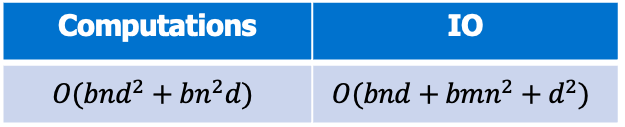 Computations IO
O(bnd² + bn²d) O(bnd + bmn² + d²)